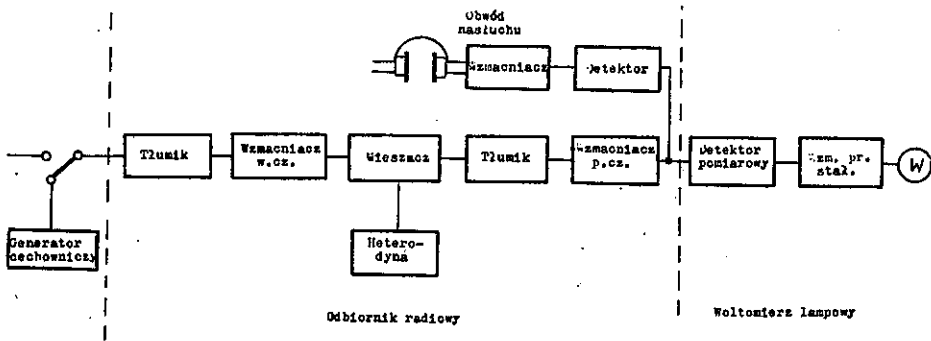 Obwód
nasłuchu
Wzmacniacz
Detektor
Tłumik
Wzmacniacz
w.cz.
Mieszacz
Tłumik
Wzmacniacz
p.cz.
Detektor
pomiarowy
Wzm. pr.
stał.
W
Generator
cechowniczy
Hetero-
dyna
Odbiornik radiowy
Woltomierz lampowy